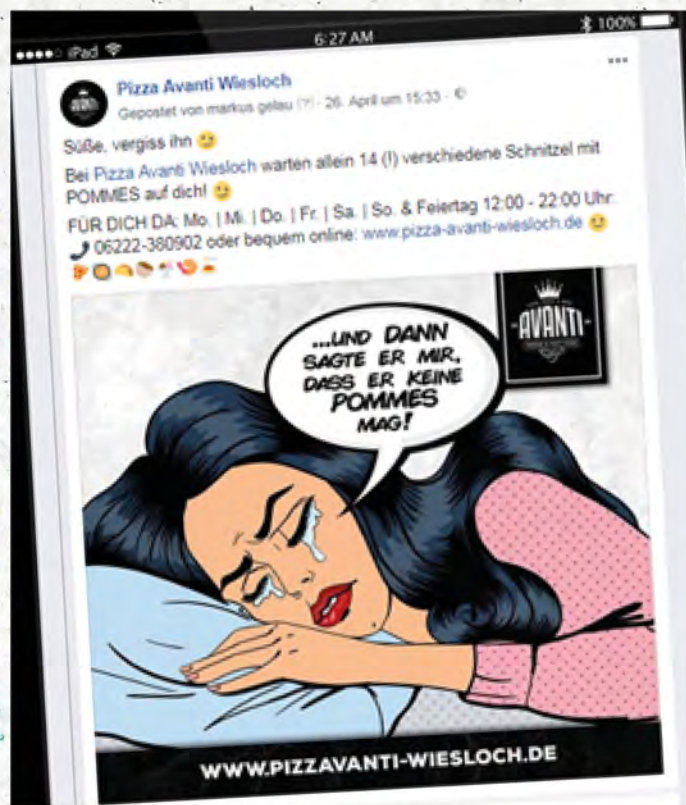 iPad
6:27 AM
100%
Pizza Avanti Wiesloch
Gepostet von markus gelau (?) · 26. April um 15:33 ·
Süße, vergiss ihn 😉
Bei Pizza Avanti Wiesloch warten allein 14 (!) verschiedene Schnitzel mit
POMMES auf dich! 😉
FÜR DICH DA: Mo. | Mi. | Do. | Fr. | Sa. | So. & Feiertag 12:00 - 22:00 Uhr.
06222-380902 oder bequem online: www.pizza-avanti-wiesloch.de 😉
AVANTI
...UND DANN
SAGTE ER MIR,
DASS ER KEINE
POMMES
MAG!
WWW.PIZZAVANTI-WIESLOCH.DE